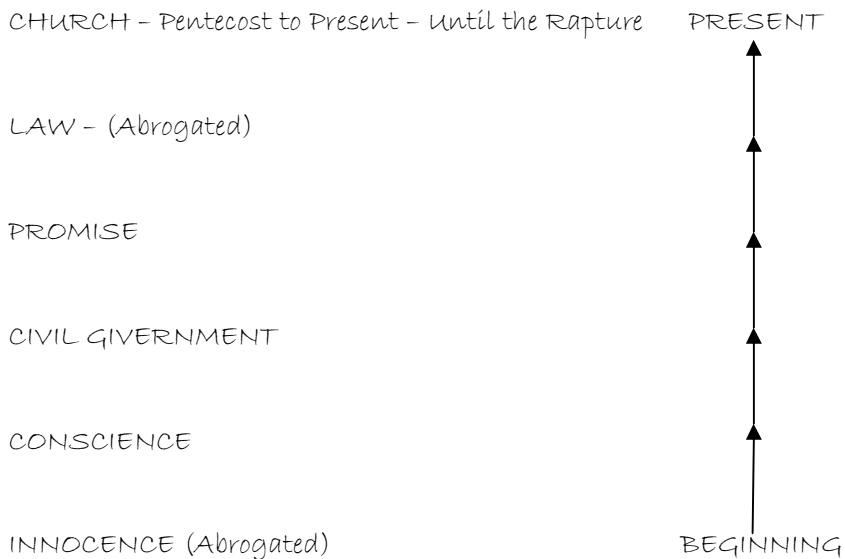 CHURCH – Pentecost to Present – Until the Rapture PRESENT
LAW – (Abrogated)
PROMISE
CIVIL GIVERNMENT
CONSCIENCE
INNOCENCE (Abrogated) BEGINNING